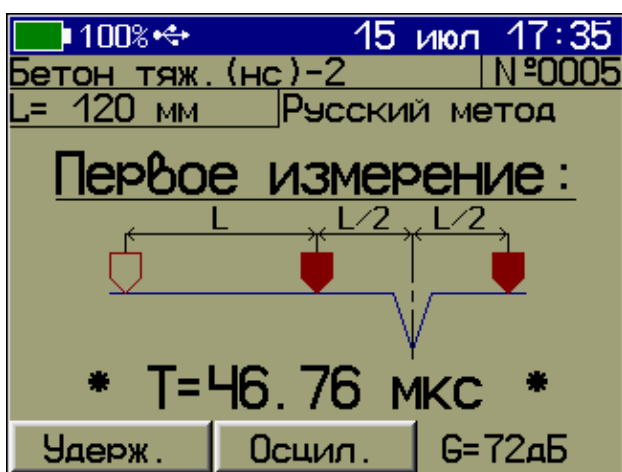 100% 15 июл 17:35
Бетон тяж.(нс)-2 №0005
L= 120 мм Русский метод
Первое измерение:
L L/2 L/2
* T=46.76 мкс *
Удерж. Осцил. G=72дБ